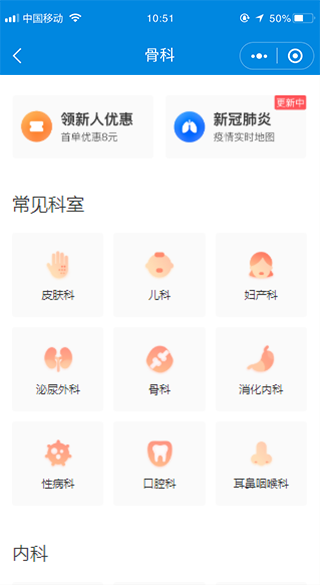 中国移动 10:51 50%
骨科
领新人优惠
首单优惠8元
更新中
新冠肺炎
疫情实时地图
常见科室
皮肤科 儿科 妇产科
泌尿外科 骨科 消化内科
性病科 口腔科 耳鼻咽喉科
内科